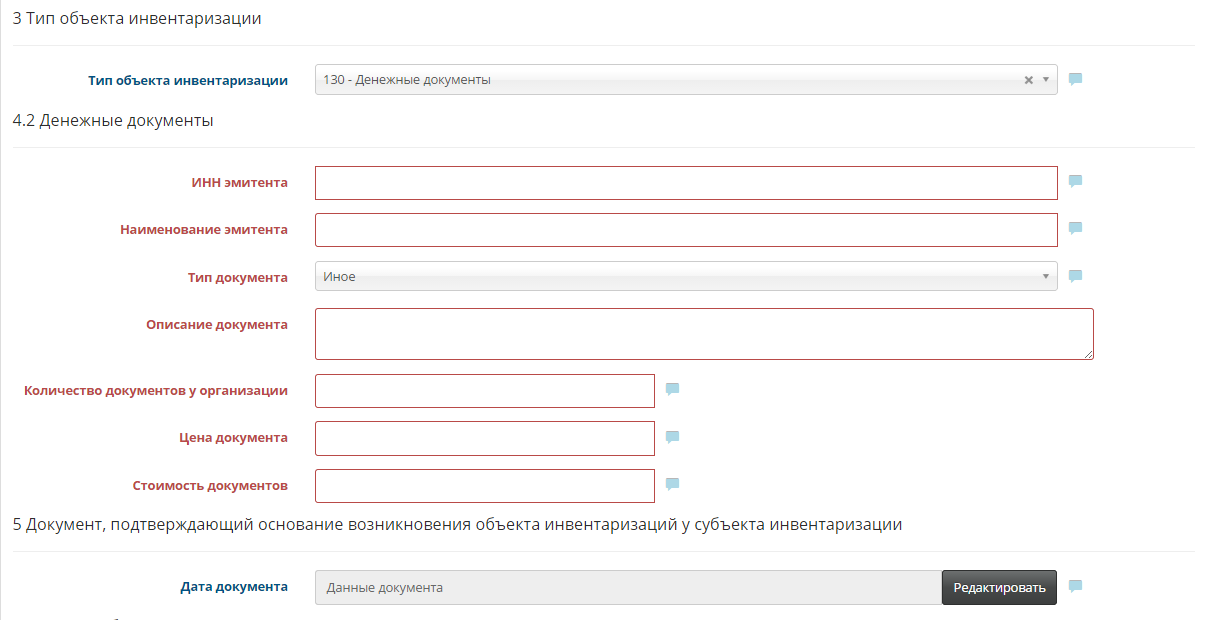 3 Тип объекта инвентаризации
Тип объекта инвентаризации
130 - Денежные документы
4.2 Денежные документы
ИНН эмитента
Наименование эмитента
Тип документа
Иное
Описание документа
Количество документов у организации
Цена документа
Стоимость документов
5 Документ, подтверждающий основание возникновения объекта инвентаризаций у субъекта инвентаризации
Дата документа
Данные документа
Редактировать